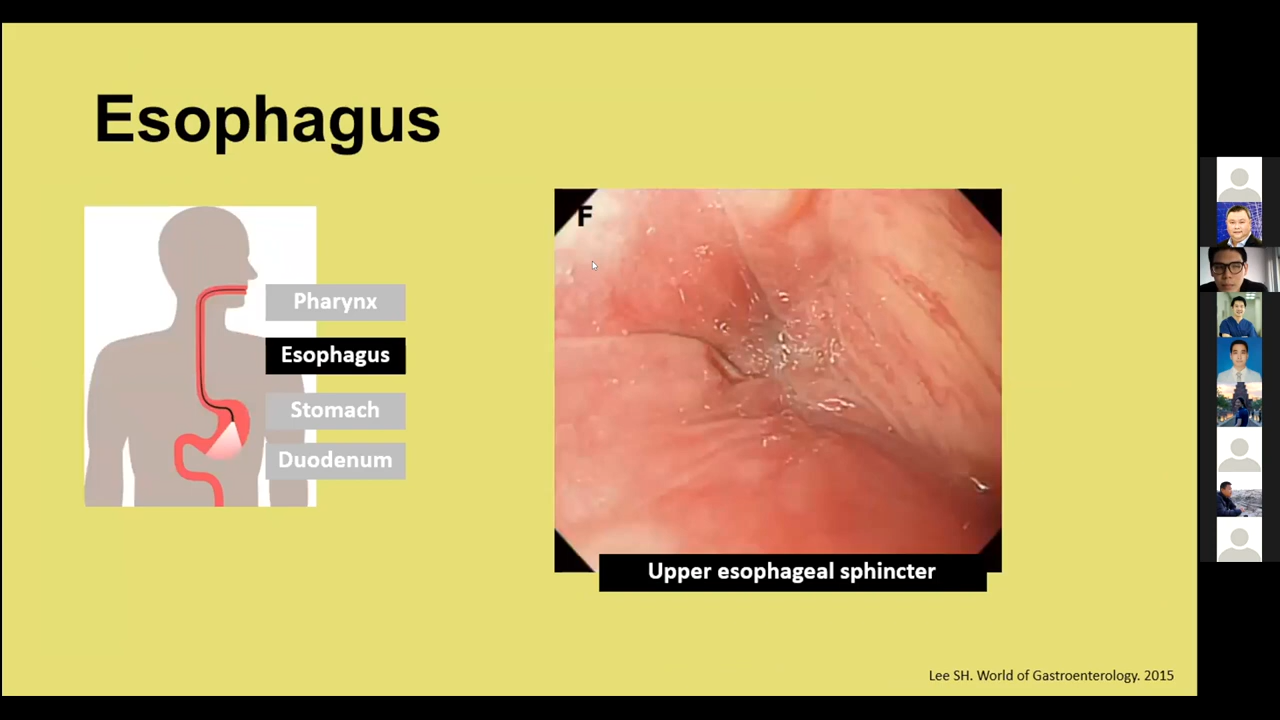 Esophagus
Pharynx
Esophagus
Stomach
Duodenum
F
Upper esophageal sphincter
Lee SH. World of Gastroenterology. 2015